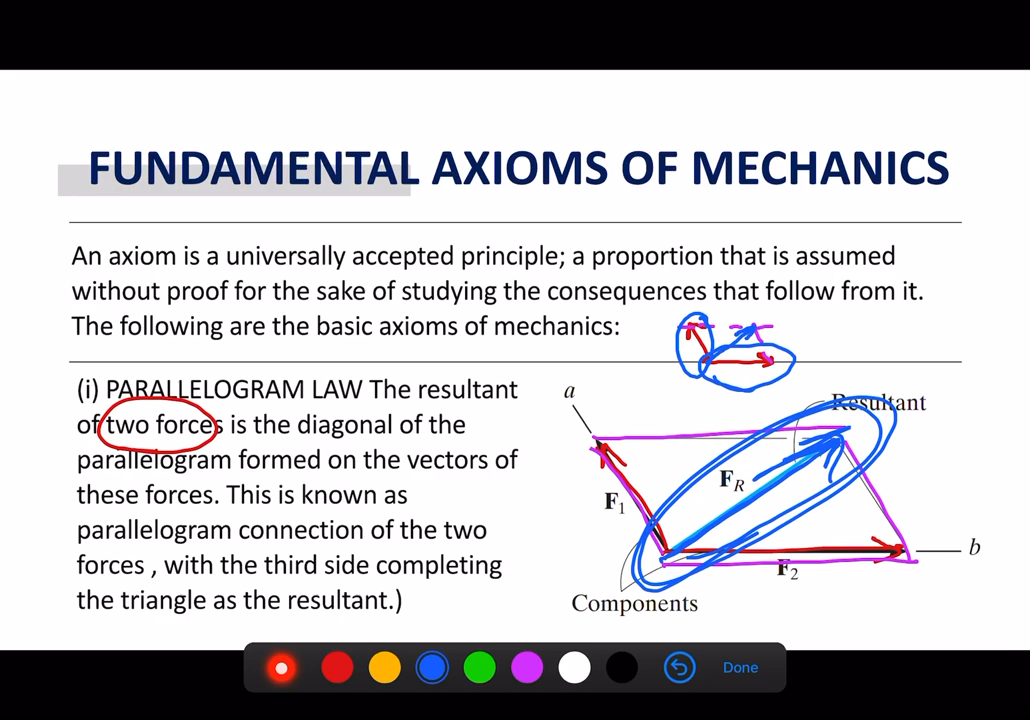 FUNDAMENTAL AXIOMS OF MECHANICS
An axiom is a universally accepted principle; a proportion that is assumed
without proof for the sake of studying the consequences that follow from it.
The following are the basic axioms of mechanics:
(i) PARALLELOGRAM LAW The resultant
of two forces is the diagonal of the
parallelogram formed on the vectors of
these forces. This is known as
parallelogram connection of the two
forces , with the third side completing
the triangle as the resultant.)
a
Resultant
F_R
F_1
b
F_2
Components
Done